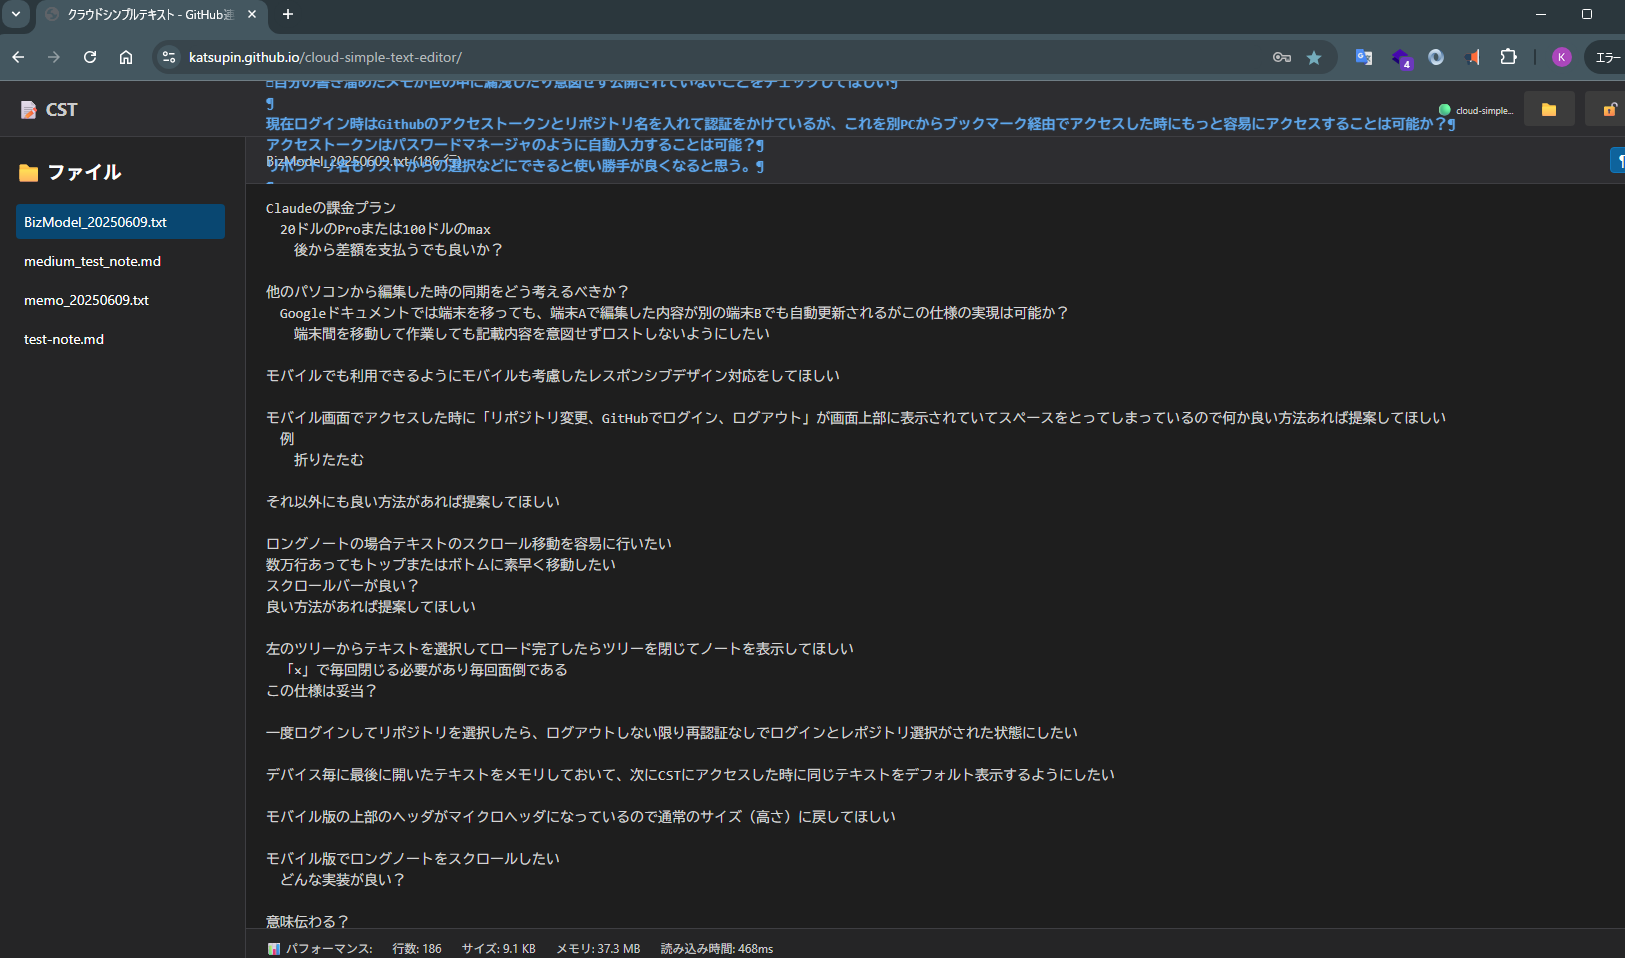 クラウドシンプルテキスト - GitHub連
katsupin.github.io/cloud-simple-text-editor/
4
K
エラー
CST
自分の書き溜めたメモが世の中に漏洩したり意図せず公開されていないことをチェックしてほしい¶
¶
現在ログイン時はGithubのアクセストークンとリポジトリ名を入れて認証をかけているが、これを別PCからブックマーク経由でアクセスした時にもっと容易にアクセスすることは可能か？¶
アクセストークンはパスワードマネージャのように自動入力することは可能？¶
リポジトリ名もリストからの選択などにできると使い勝手が良くなると思う。¶
cloud-simple...
BizModel_20250609.txt (186 行)
¶
ファイル
BizModel_20250609.txt
medium_test_note.md
memo_20250609.txt
test-note.md
Claudeの課金プラン
20ドルのProまたは100ドルのmax
後から差額を支払うでも良いか？
他のパソコンから編集した時の同期をどう考えるべきか？
Googleドキュメントでは端末を移っても、端末Aで編集した内容が別の端末Bでも自動更新されるがこの仕様の実現は可能か？
端末間を移動して作業しても記載内容を意図せずロストしないようにしたい
モバイルでも利用できるようにモバイルも考慮したレスポンシブデザイン対応をしてほしい
モバイル画面でアクセスした時に「リポジトリ変更、GitHubでログイン、ログアウト」が画面上部に表示されていてスペースをとってしまっているので何か良い方法あれば提案してほしい
例
折りたたむ
それ以外にも良い方法があれば提案してほしい
ロングノートの場合テキストのスクロール移動を容易に行いたい
数万行あってもトップまたはボトムに素早く移動したい
スクロールバーが良い？
良い方法があれば提案してほしい
左のツリーからテキストを選択してロード完了したらツリーを閉じてノートを表示してほしい
「×」で毎回閉じる必要があり毎回面倒である
この仕様は妥当？
一度ログインしてリポジトリを選択したら、ログアウトしない限り再認証なしでログインとレポジトリ選択がされた状態にしたい
デバイス毎に最後に開いたテキストをメモリしておいて、次にCSTにアクセスした時に同じテキストをデフォルト表示するようにしたい
モバイル版の上部のヘッダがマイクロヘッダになっているので通常のサイズ（高さ）に戻してほしい
モバイル版でロングノートをスクロールしたい
どんな実装が良い？
意味伝わる？
パフォーマンス: 行数: 186 サイズ: 9.1 KB メモリ: 37.3 MB 読み込み時間: 468ms